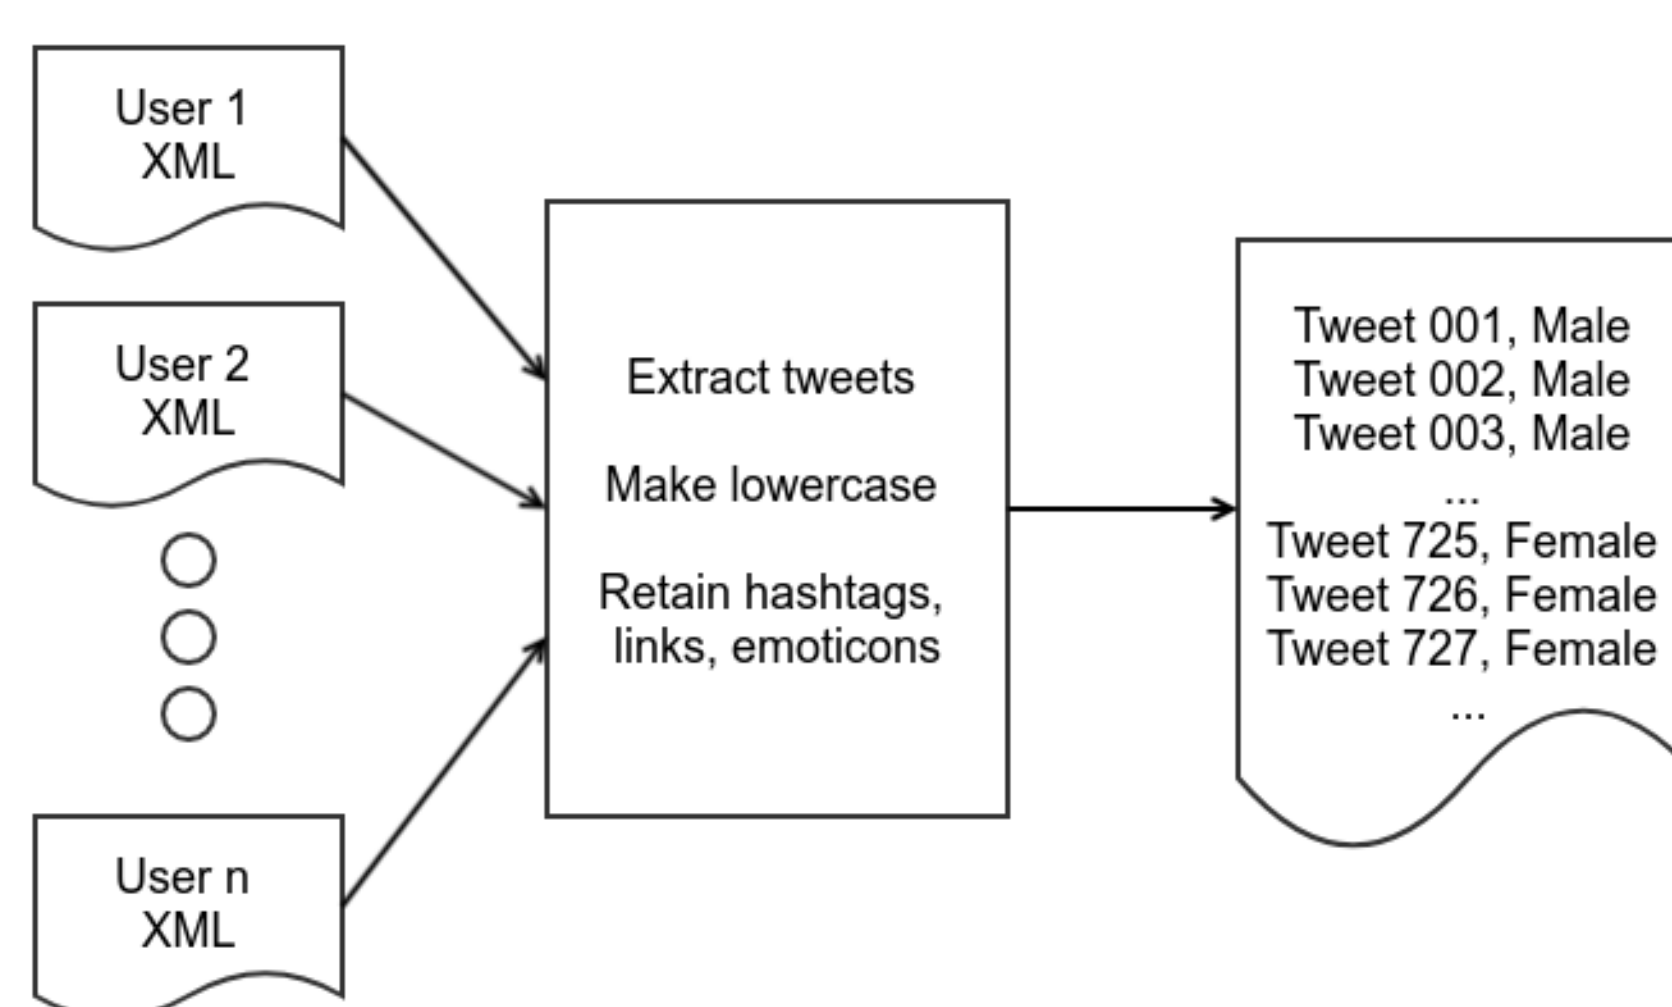 User 1
XML
User 2
XML
User n
XML
Extract tweets
Make lowercase
Retain hashtags,
links, emoticons
Tweet 001, Male
Tweet 002, Male
Tweet 003, Male
...
Tweet 725, Female
Tweet 726, Female
Tweet 727, Female
...